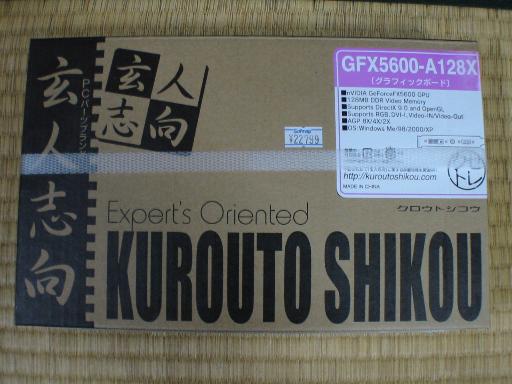 玄人志向
PCパーツブランド
玄人
志向
Sofmap
¥22799
GFX5600-A128X
[グラフィックボード]
■nVIDIA GeForceFX5600 GPU
■128MB DDR Video Memory
■Supports DirectX 9.0 and OpenGL
■Supports RGB, DVI-I, Video-IN/Video-Out
■AGP 8X/4X/2X
■OS:Windows Me/98/2000/XP
http://kuroutoshikou.com
MADE IN CHINA
Expert's Oriented
クロウトシコウ
KUROUTO SHIKOU